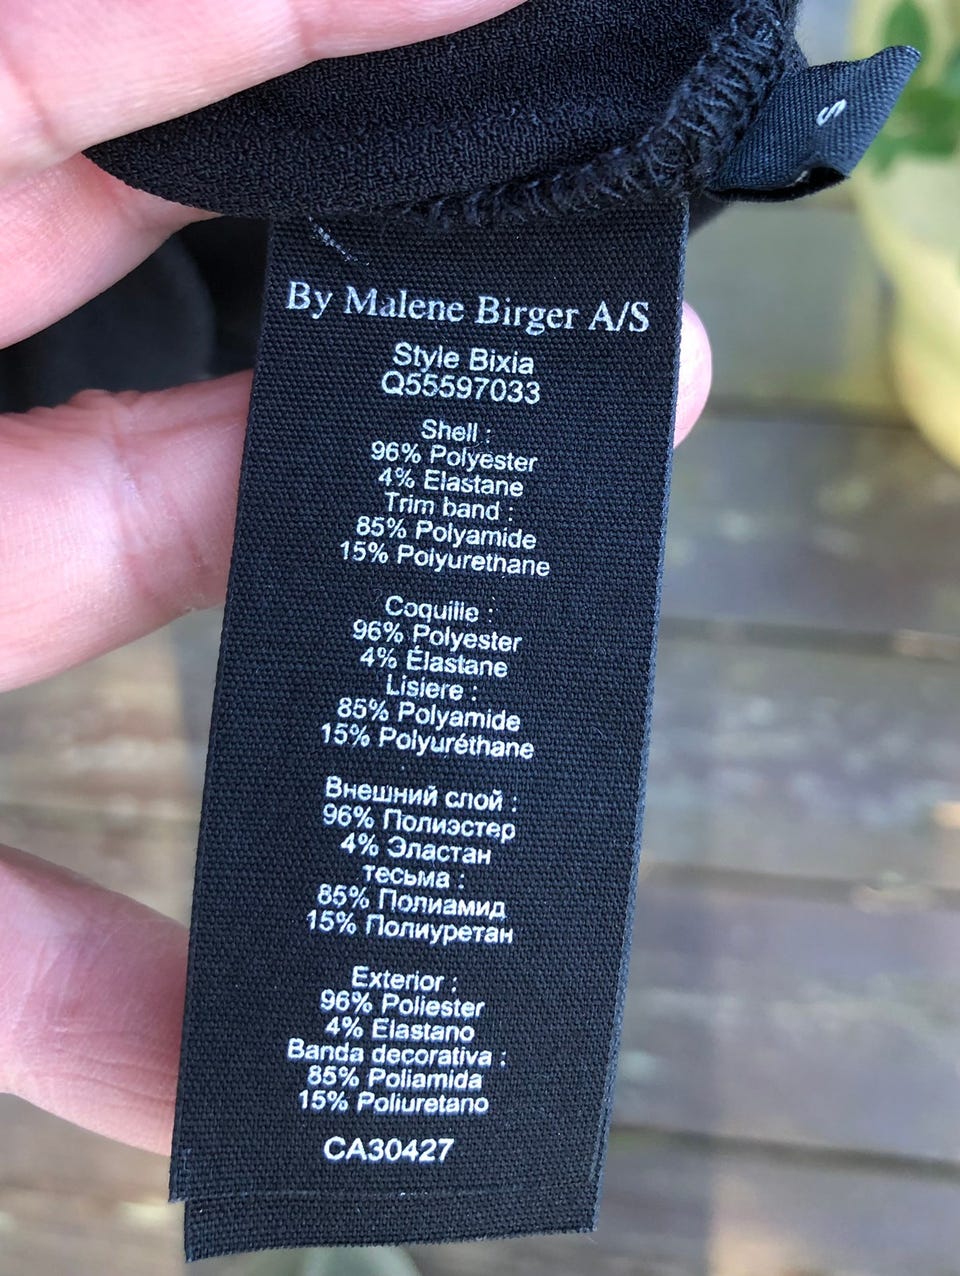 S
By Malene Birger A/S
Style Bixia
Q55597033
Shell :
96% Polyester
4% Elastane
Trim band :
85% Polyamide
15% Polyurethane
Coquille :
96% Polyester
4% Élastane
Lisiere :
85% Polyamide
15% Polyuréthane
Внешний слой :
96% Полиэстер
4% Эластан
тесьма :
85% Полиамид
15% Полиуретан
Exterior :
96% Poliester
4% Elastano
Banda decorativa :
85% Poliamida
15% Poliuretano
CA30427